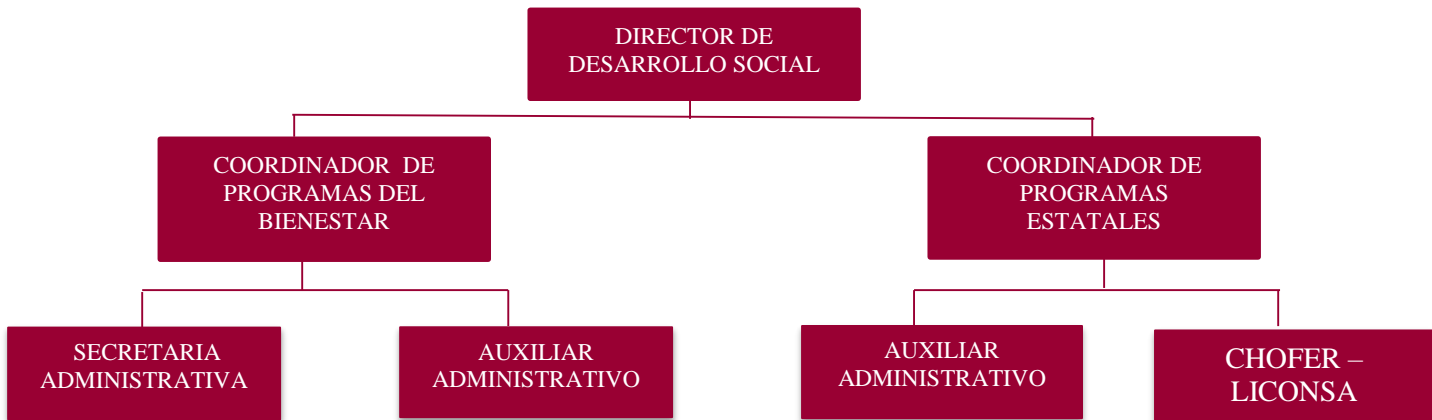 DIRECTOR DE
DESARROLLO SOCIAL
COORDINADOR DE
PROGRAMAS DEL
BIENESTAR
COORDINADOR DE
PROGRAMAS
ESTATALES
SECRETARIA
ADMINISTRATIVA
AUXILIAR
ADMINISTRATIVO
AUXILIAR
ADMINISTRATIVO
CHOFER –
LICONSA